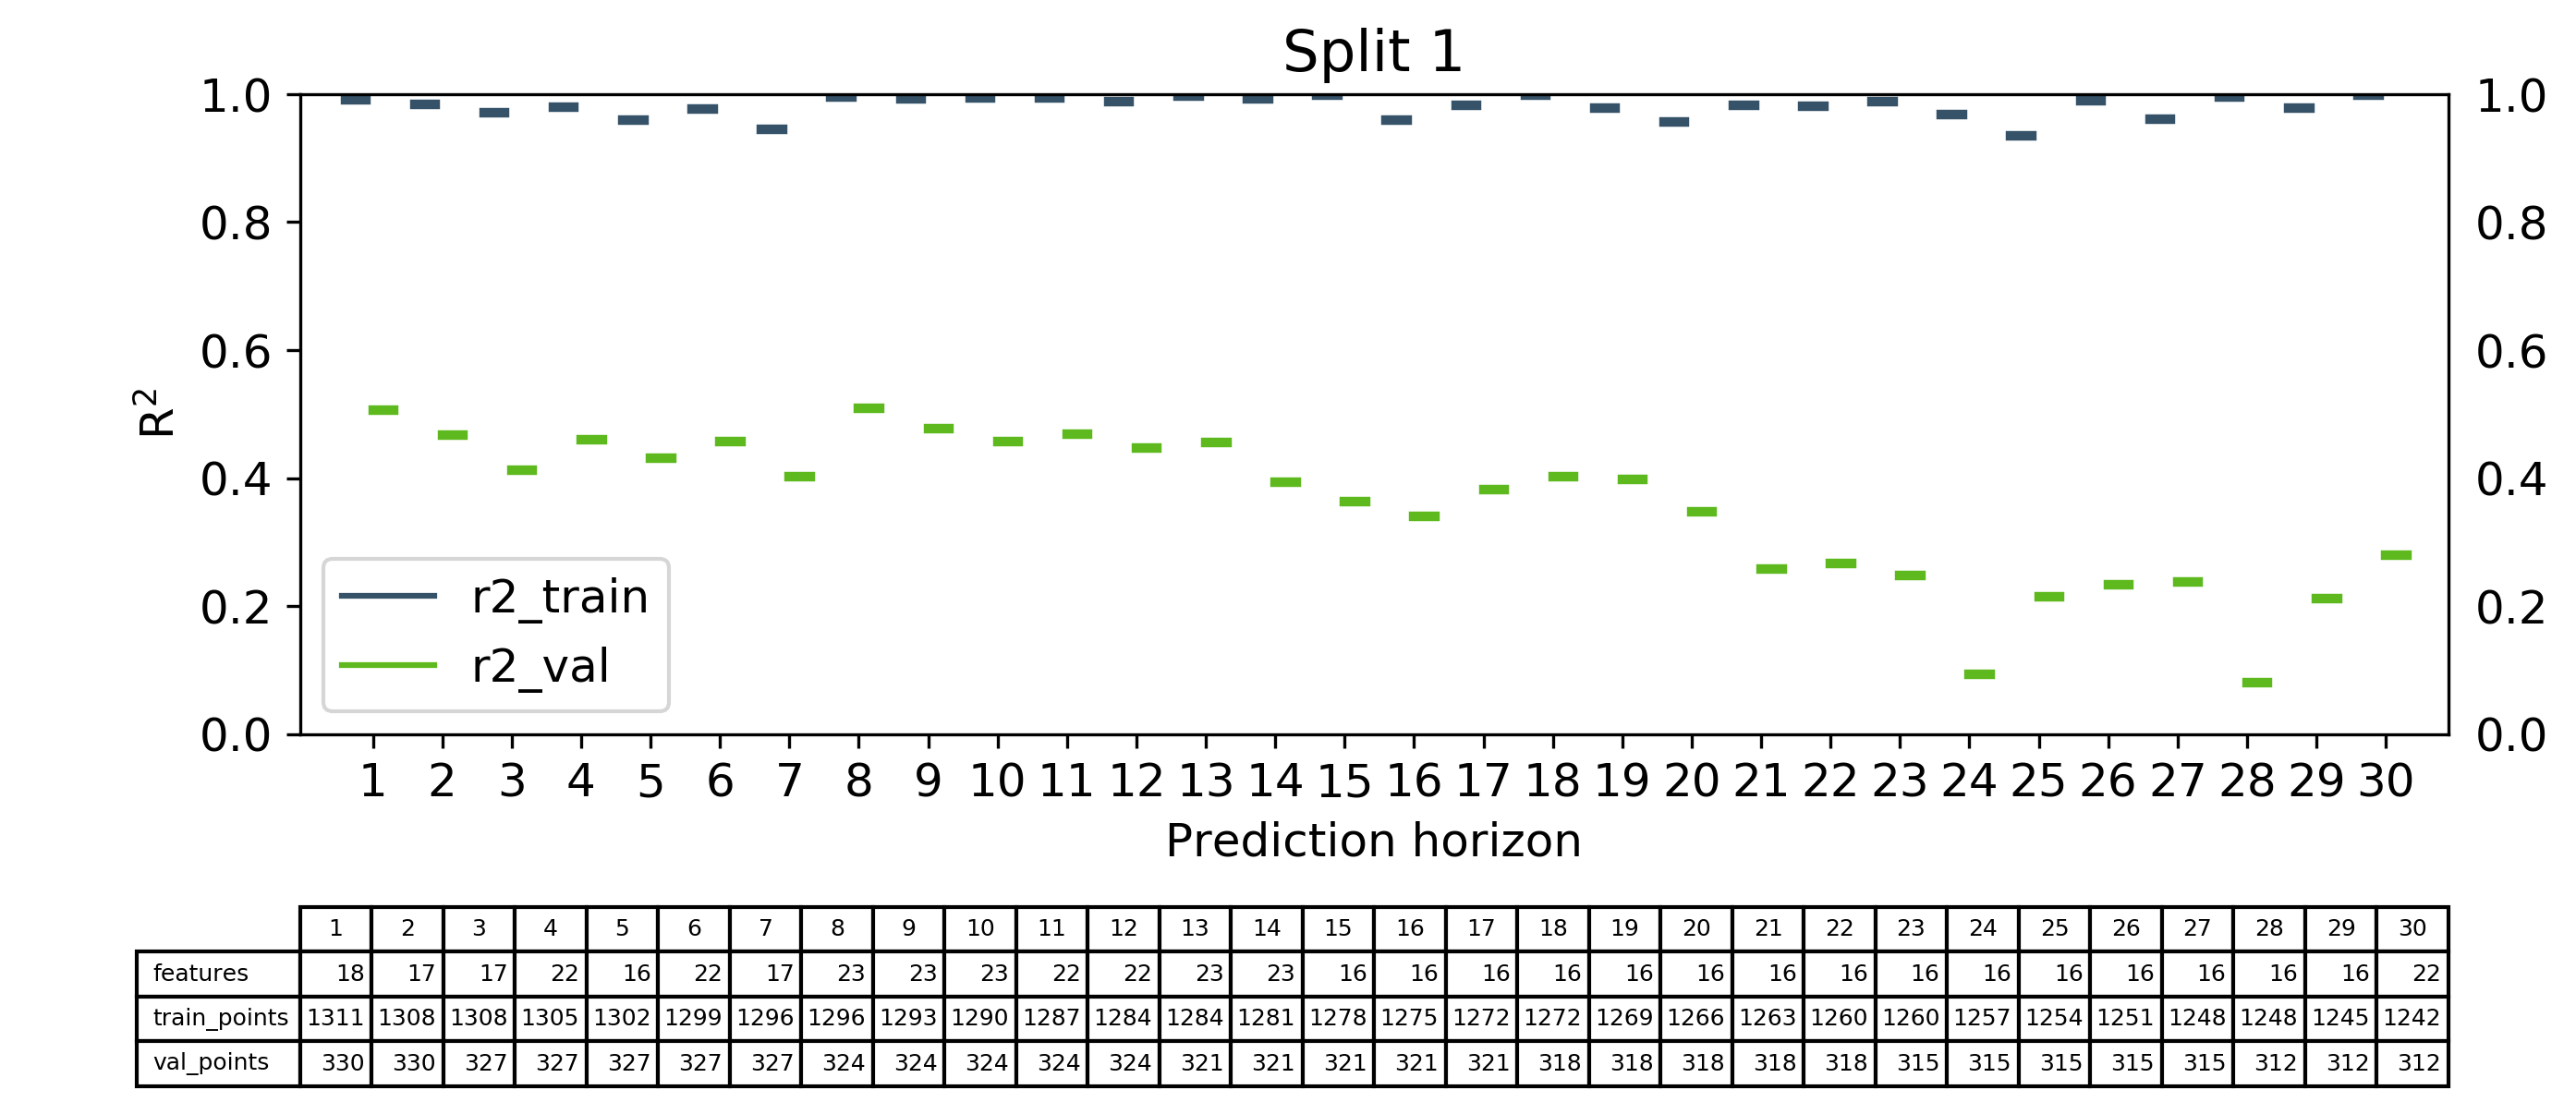 Split 1
1.0 1.0
0.8 0.8
0.6 0.6
R²
0.4 0.4
r2_train
0.2 0.2
r2_val
0.0 0.0
1 2 3 4 5 6 7 8 9 10 11 12 13 14 15 16 17 18 19 20 21 22 23 24 25 26 27 28 29 30
Prediction horizon
1 2 3 4 5 6 7 8 9 10 11 12 13 14 15 16 17 18 19 20 21 22 23 24 25 26 27 28 29 30
features 18 17 17 22 16 22 17 23 23 23 22 22 23 23 16 16 16 16 16 16 16 16 16 16 16 16 16 16 16 22
train_points 1311 1308 1308 1305 1302 1299 1296 1296 1293 1290 1287 1284 1284 1281 1278 1275 1272 1272 1269 1266 1263 1260 1260 1257 1254 1251 1248 1248 1245 1242
val_points 330 330 327 327 327 327 327 324 324 324 324 324 321 321 321 321 321 318 318 318 318 318 315 315 315 315 315 312 312 312